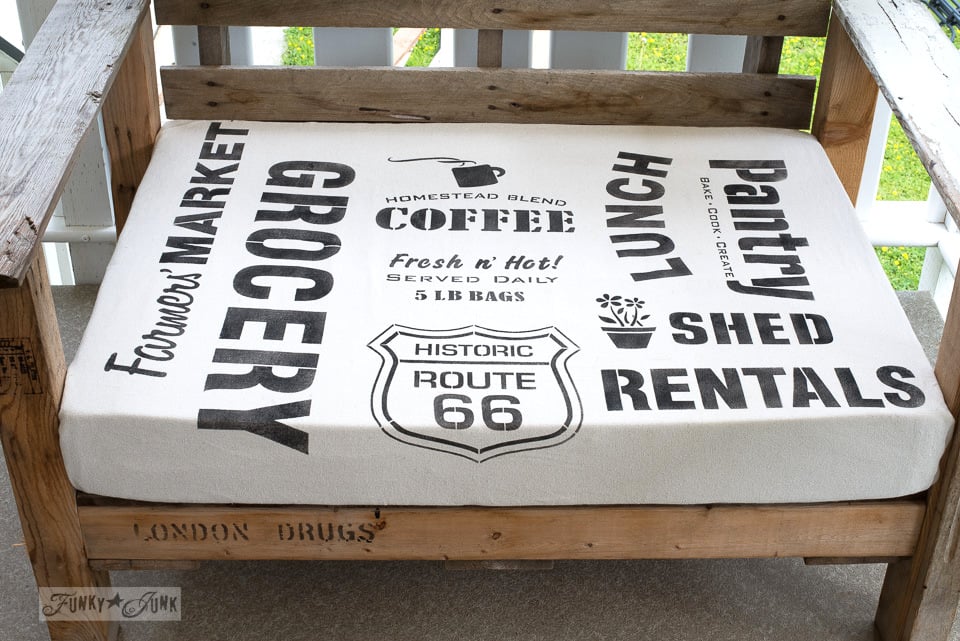 Farmers' MARKET
GROCERY
HOMESTEAD BLEND
COFFEE
Fresh n' Hot!
SERVED DAILY
5 LB BAGS
HISTORIC
ROUTE
66
LUNCH
pantry
BAKE • COOK • CREATE
SHED
RENTALS
LONDON DRUGS
FUNKY★JUNK